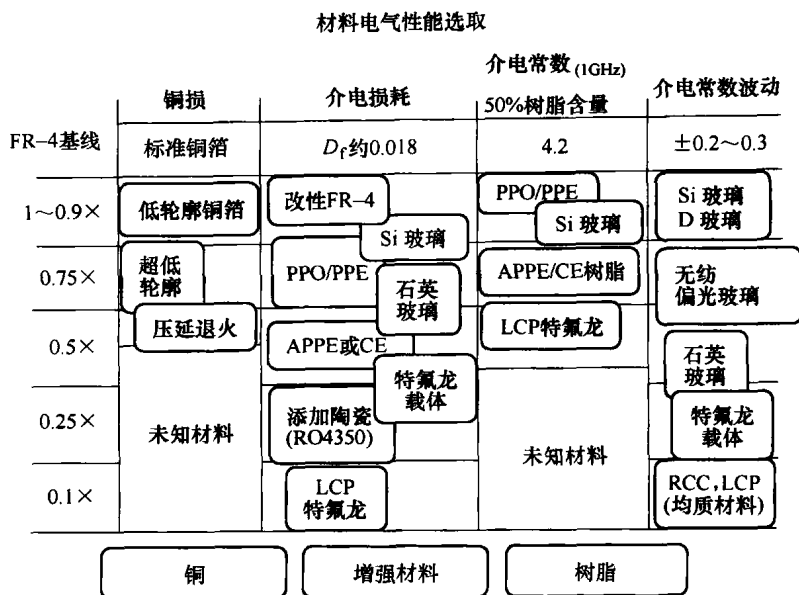 材料电气性能选取
铜损
介电损耗
介电常数(1GHz)
50%树脂含量
介电常数波动
FR-4基线
标准铜箔
Df约0.018
4.2
±0.2~0.3
1~0.9×
低轮廓铜箔
改性FR-4
Si 玻璃
PPO/PPE
Si 玻璃
Si 玻璃
D 玻璃
0.75×
超低
轮廓
PPO/PPE
石英
玻璃
APPE/CE树脂
无纺
偏光玻璃
0.5×
压延退火
APPE或CE
特氟龙
载体
LCP特氟龙
石英
玻璃
0.25×
未知材料
添加陶瓷
(RO4350)
未知材料
特氟龙
载体
0.1×
LCP
特氟龙
RCC,LCP
(均质材料)
铜
增强材料
树脂